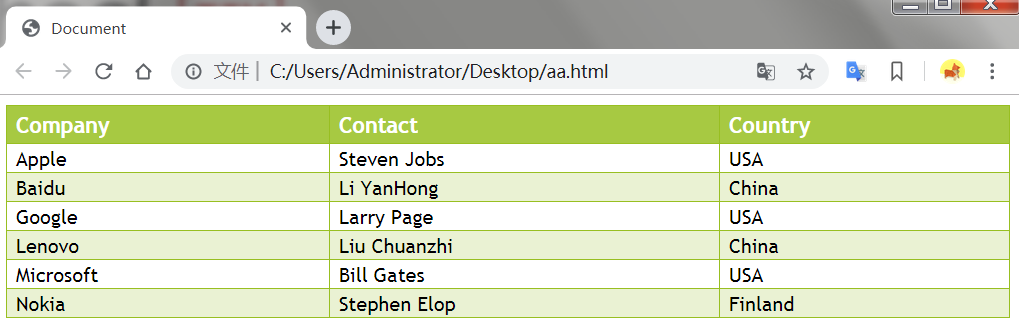 Document
文件 | C:/Users/Administrator/Desktop/aa.html
Company Contact Country
Apple Steven Jobs USA
Baidu Li YanHong China
Google Larry Page USA
Lenovo Liu Chuanzhi China
Microsoft Bill Gates USA
Nokia Stephen Elop Finland